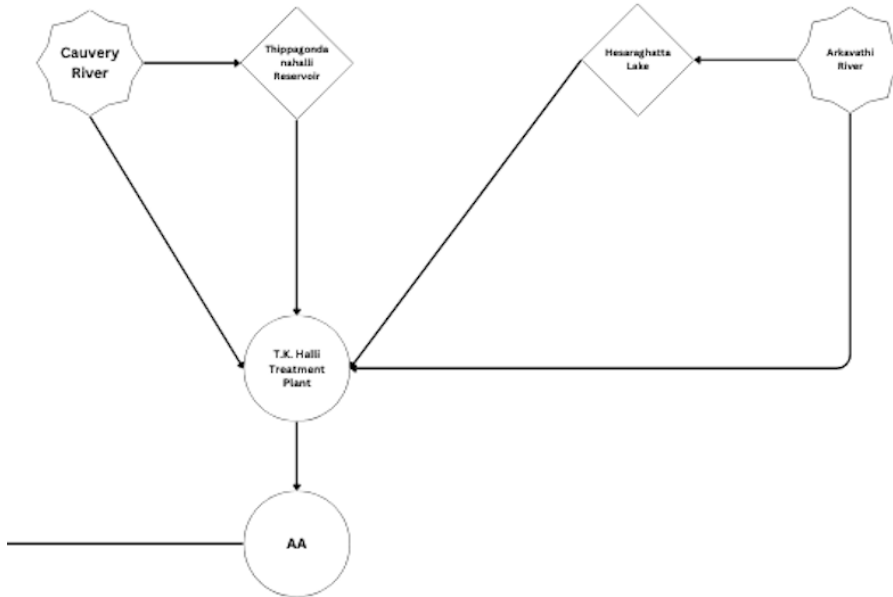 Cauvery
River
Thippagonda
nahalli
Reservoir
Hesaraghatta
Lake
Arkavathi
River
T.K. Halli
Treatment
Plant
AA